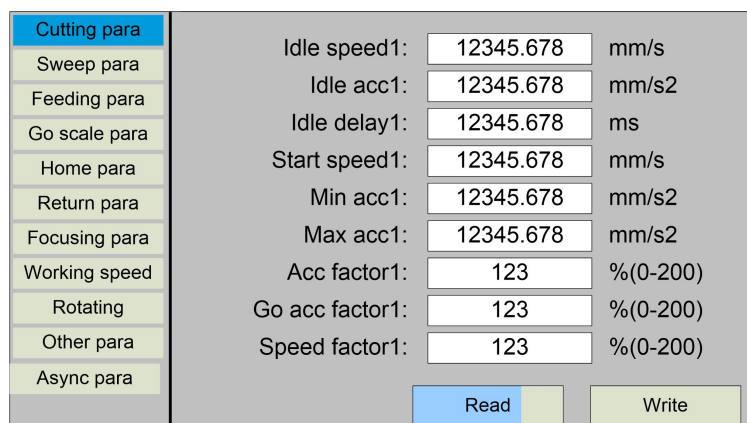 Cutting para
Sweep para
Feeding para
Go scale para
Home para
Return para
Focusing para
Working speed
Rotating
Other para
Async para
Idle speed1: 12345.678 mm/s
Idle acc1: 12345.678 mm/s2
Idle delay1: 12345.678 ms
Start speed1: 12345.678 mm/s
Min acc1: 12345.678 mm/s2
Max acc1: 12345.678 mm/s2
Acc factor1: 123 %(0-200)
Go acc factor1: 123 %(0-200)
Speed factor1: 123 %(0-200)
Read Write